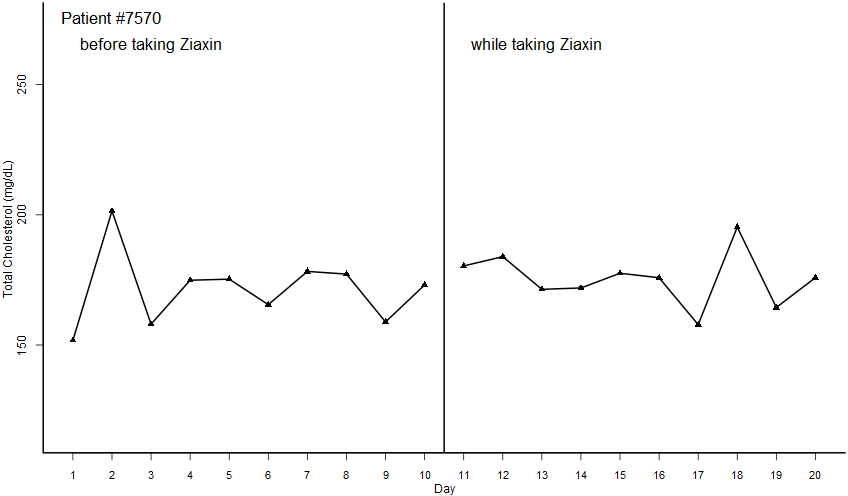 Patient #7570
before taking Ziaxin
while taking Ziaxin
Total Cholesterol (mg/dL)
250
200
150
1 2 3 4 5 6 7 8 9 10 11 12 13 14 15 16 17 18 19 20
Day